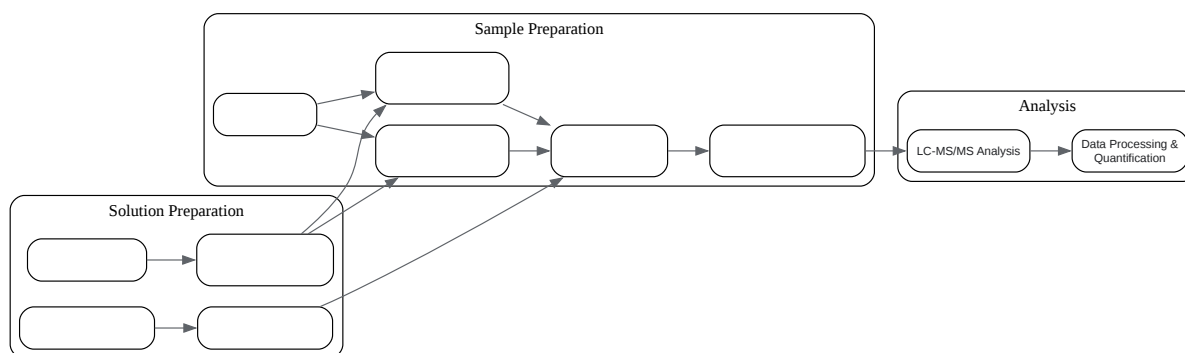 Sample Preparation
Analysis
LC-MS/MS Analysis
Data Processing &
Quantification
Solution Preparation